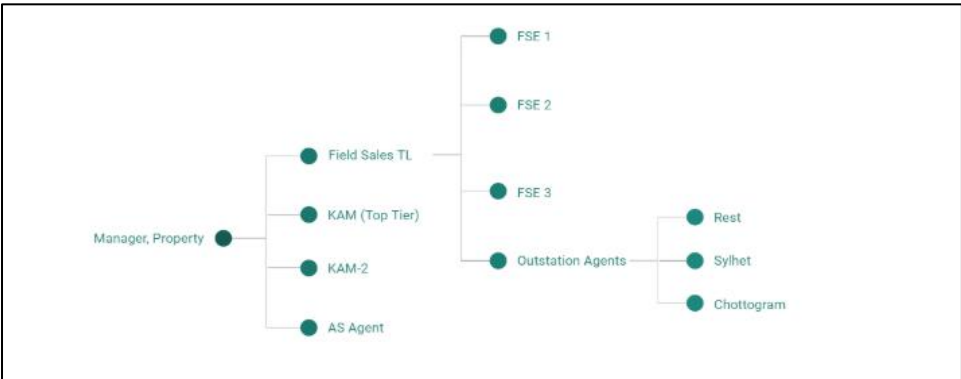 FSE 1
FSE 2
Field Sales TL
FSE 3
KAM (Top Tier)
Rest
Manager, Property
Outstation Agents
Sylhet
KAM-2
Chottogram
AS Agent